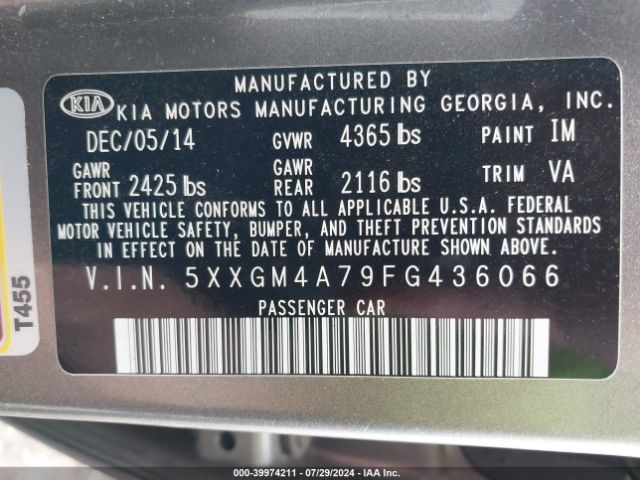 MANUFACTURED BY
KIA KIA MOTORS MANUFACTURING GEORGIA, INC.
DEC/05/14 GVWR 4365 lbs PAINT IM
GAWR FRONT 2425 lbs GAWR REAR 2116 lbs TRIM VA
THIS VEHICLE CONFORMS TO ALL APPLICABLE U.S.A. FEDERAL
MOTOR VEHICLE SAFETY, BUMPER, AND THEFT PREVENTION STANDARDS
IN EFFECT ON THE DATE OF MANUFACTURE SHOWN ABOVE.
V.I.N. 5XXGM4A79FG436066
PASSENGER CAR
T455
000-39974211 - 07/29/2024 - IAA Inc.